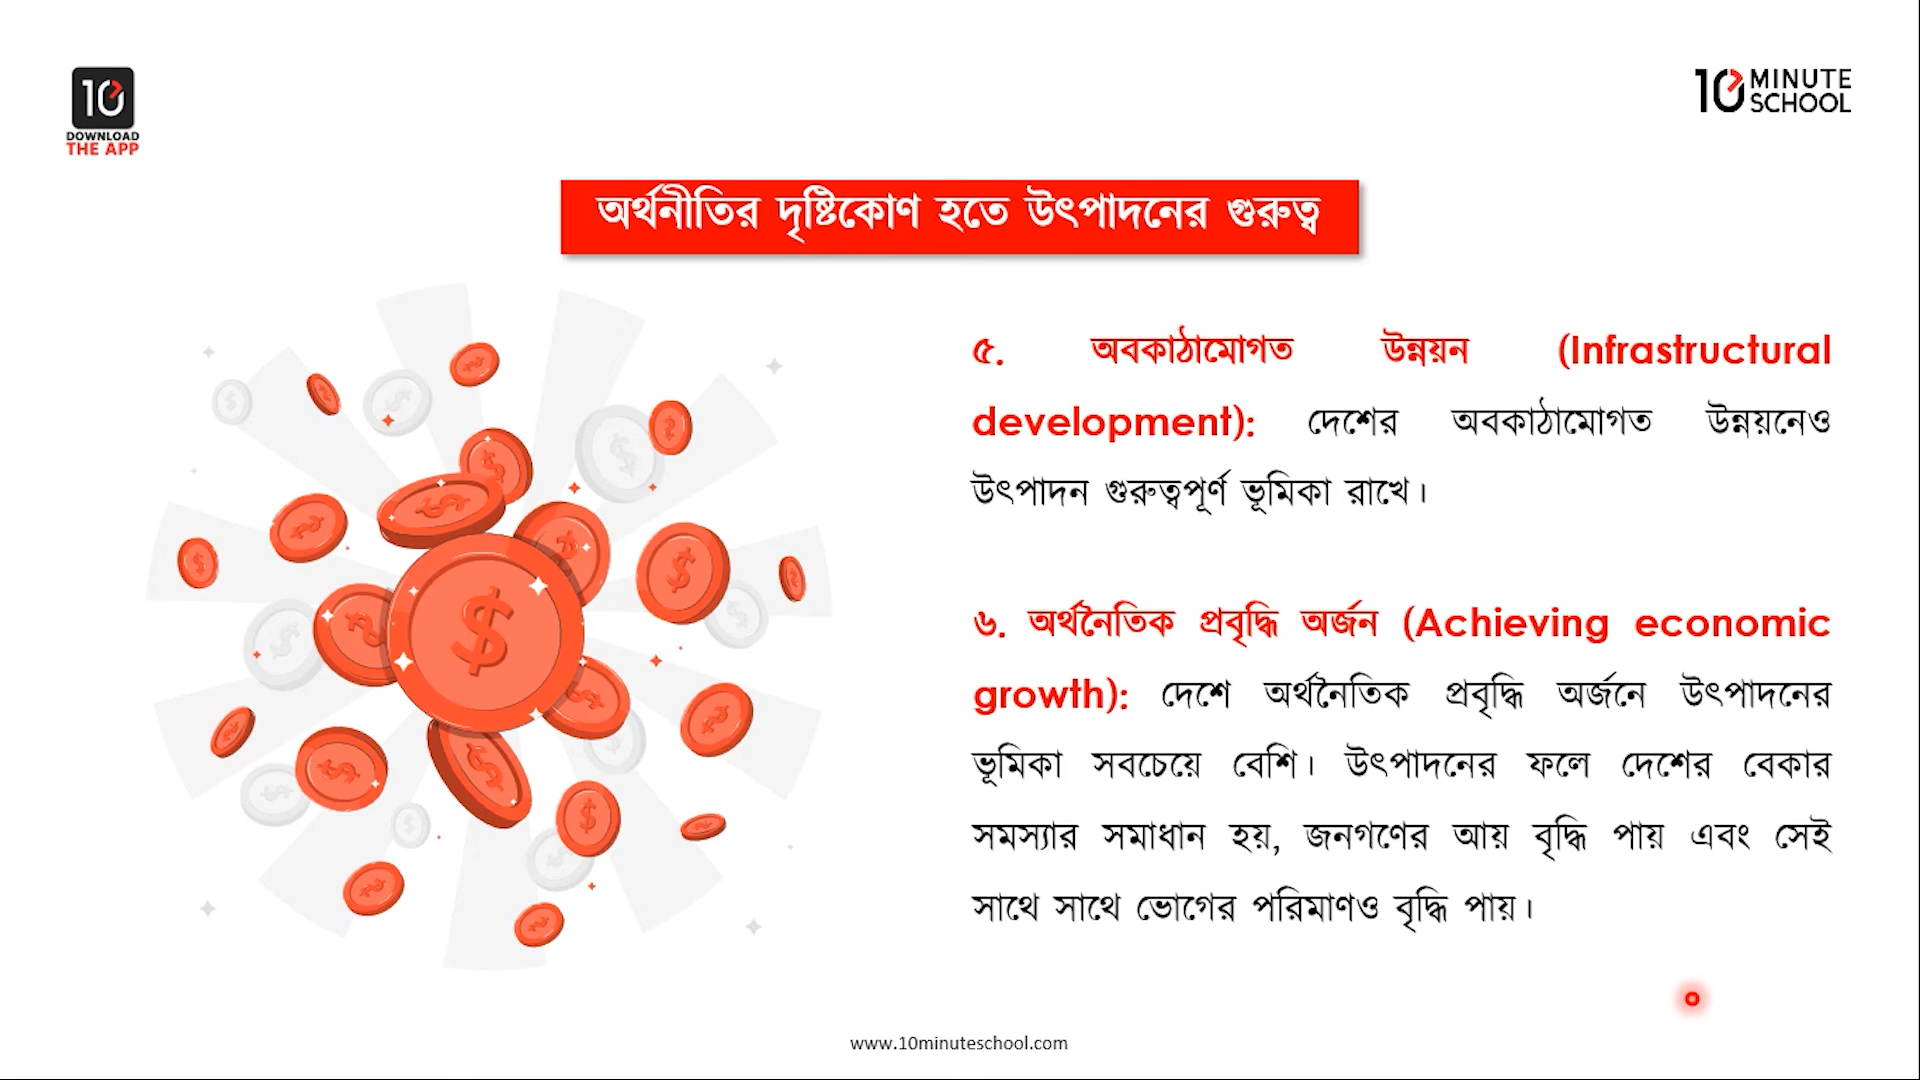 10
DOWNLOAD
THE APP
10 MINUTE
SCHOOL
অর্থনীতির দৃষ্টিকোণ হতে উৎপাদনের গুরুত্ব
৫. অবকাঠামোগত উন্নয়ন (Infrastructural
development): দেশের অবকাঠামোগত উন্নয়নেও
উৎপাদন গুরুত্বপূর্ণ ভূমিকা রাখে।
৬. অর্থনৈতিক প্রবৃদ্ধি অর্জন (Achieving economic
growth): দেশে অর্থনৈতিক প্রবৃদ্ধি অর্জনে উৎপাদনের
ভূমিকা সবচেয়ে বেশি। উৎপাদনের ফলে দেশের বেকার
সমস্যার সমাধান হয়, জনগণের আয় বৃদ্ধি পায় এবং সেই
সাথে সাথে ভোগের পরিমাণও বৃদ্ধি পায়।
www.10minuteschool.com